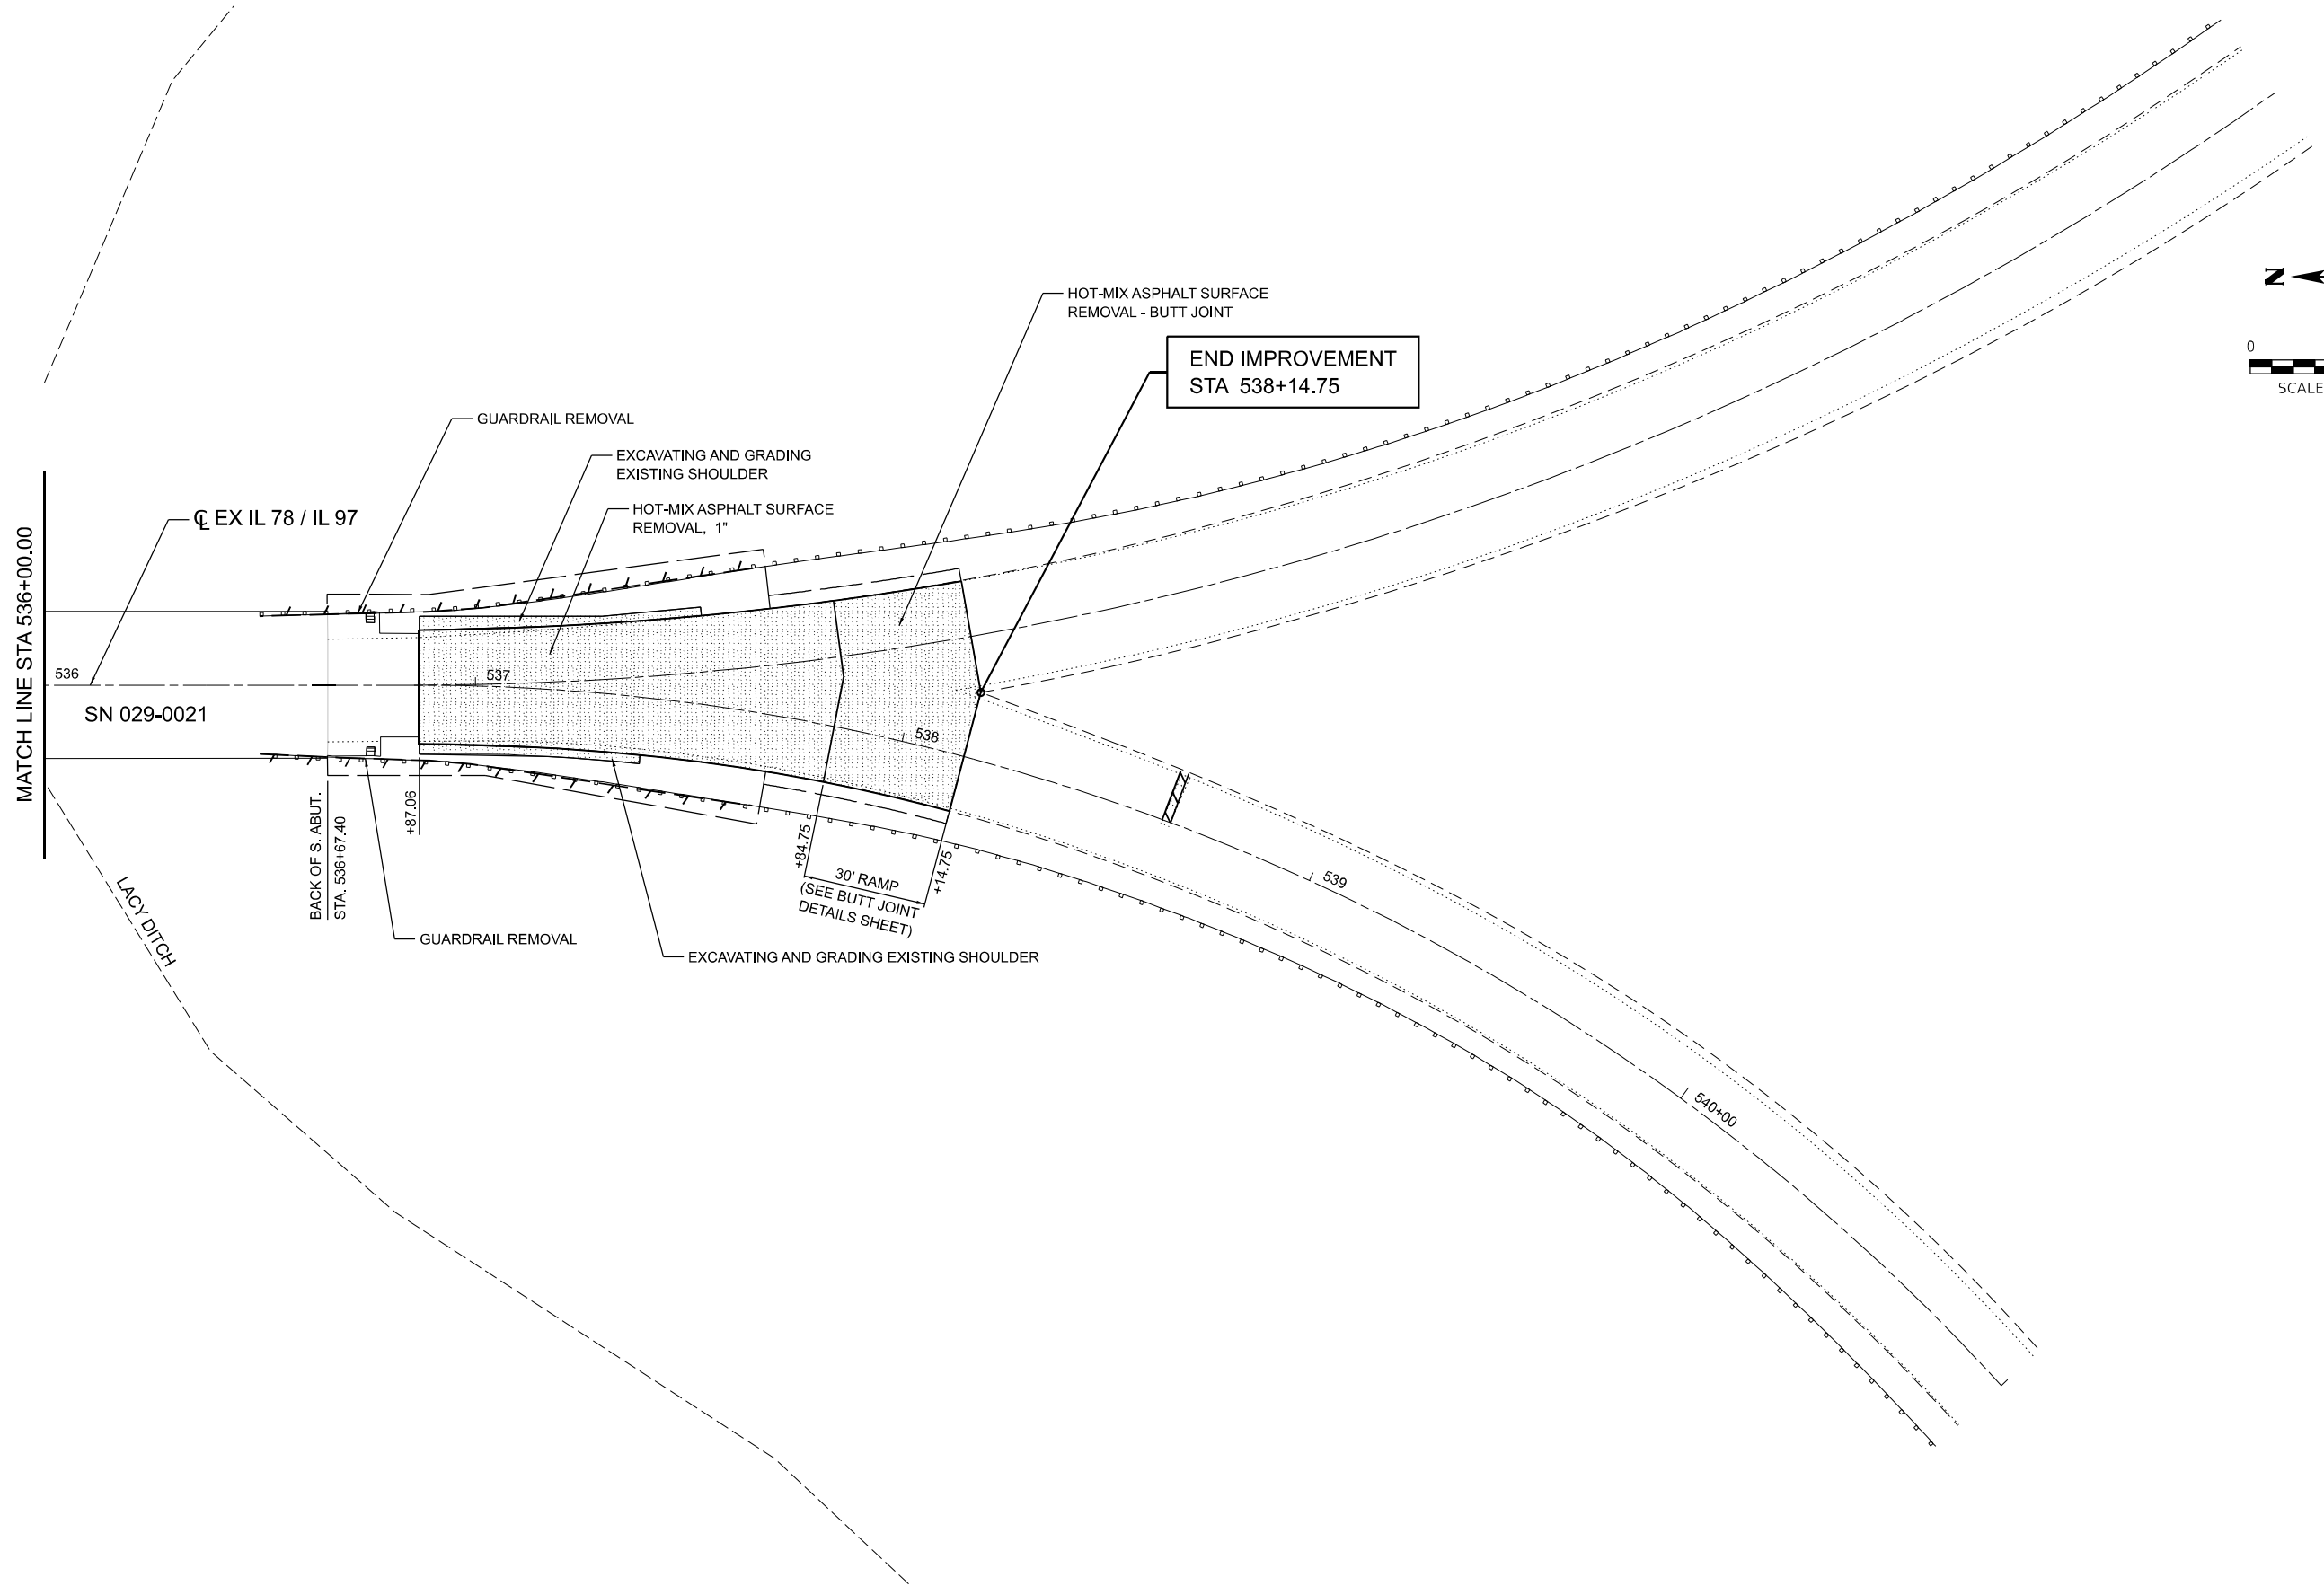 HOT-MIX ASPHALT SURFACE
REMOVAL - BUTT JOINT
N
END IMPROVEMENT
STA 538+14.75
0
SCALE
GUARDRAIL REMOVAL
EXCAVATING AND GRADING
EXISTING SHOULDER
HOT-MIX ASPHALT SURFACE
REMOVAL, 1"
℄ EX IL 78 / IL 97
MATCH LINE STA 536+00.00
536
537
SN 029-0021
538
BACK OF S. ABUT.
STA. 536+67.40
+87.06
+84.75
+14.75
30' RAMP
(SEE BUTT JOINT
DETAILS SHEET)
539
LACY DITCH
GUARDRAIL REMOVAL
EXCAVATING AND GRADING EXISTING SHOULDER
540+00